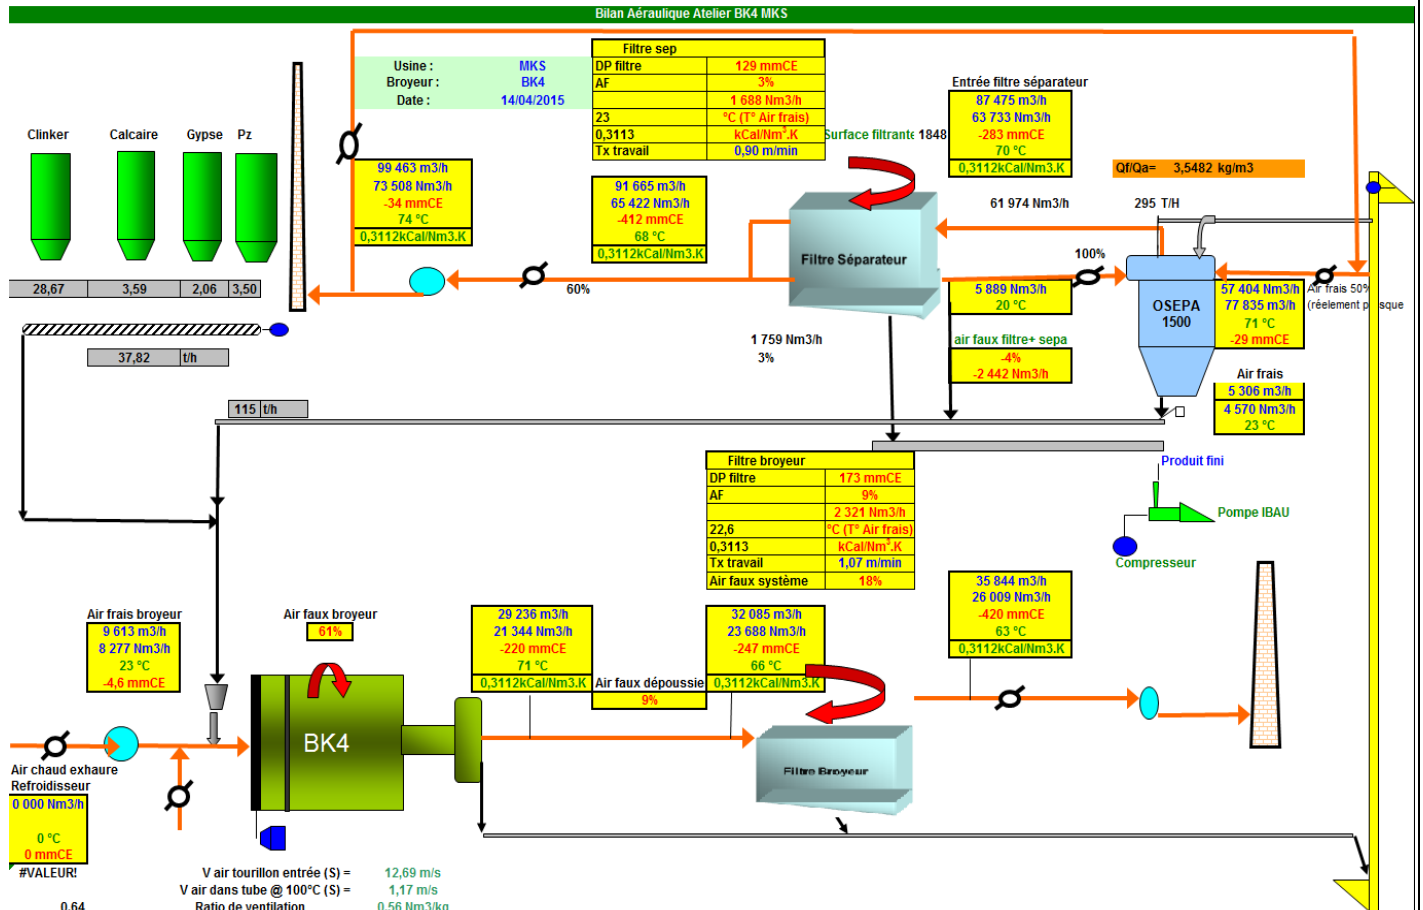 Bilan Aéraulique Atelier BK4 MKS
Usine : MKS
Broyeur : BK4
Date : 14/04/2015
Filtre sep
DP filtre 129 mmCE
AF 3%
1 688 Nm3/h
23 °C (T° Air frais)
0,3113 kCal/Nm³.K
Tx travail 0,90 m/min
Surface filtrante 1848
Entrée filtre séparateur
87 475 m3/h
63 733 Nm3/h
-283 mmCE
70 °C
0,3112kCal/Nm3.K
Qf/Qa= 3,5482 kg/m3
Clinker Calcaire Gypse Pz
99 463 m3/h
73 508 Nm3/h
-34 mmCE
74 °C
0,3112kCal/Nm3.K
91 665 m3/h
65 422 Nm3/h
-412 mmCE
68 °C
0,3112kCal/Nm3.K
61 974 Nm3/h
295 T/H
Filtre Séparateur
100%
60%
28,67 3,59 2,06 3,50
5 889 Nm3/h
20 °C
OSEPA
1500
57 404 Nm3/h
77 835 m3/h
71 °C
-29 mmCE
Air frais 50%
(réelement p sque
1 759 Nm3/h
3%
air faux filtre+ sepa
-4%
-2 442 Nm3/h
37,82 t/h
Air frais
5 306 m3/h
4 570 Nm3/h
23 °C
115 t/h
Filtre broyeur
DP filtre 173 mmCE
AF 9%
2 321 Nm3/h
22,6 °C (T° Air frais)
0,3113 kCal/Nm³.K
Tx travail 1,07 m/min
Air faux système 18%
Produit fini
Pompe IBAU
Compresseur
Air frais broyeur
9 613 m3/h
8 277 Nm3/h
23 °C
-4,6 mmCE
Air faux broyeur
61%
29 236 m3/h
21 344 Nm3/h
-220 mmCE
71 °C
0,3112kCal/Nm3.K
Air faux dépoussie
9%
32 085 m3/h
23 688 Nm3/h
-247 mmCE
66 °C
0,3112kCal/Nm3.K
35 844 m3/h
26 009 Nm3/h
-420 mmCE
63 °C
0,3112kCal/Nm3.K
BK4
Filtre Broyeur
Air chaud exhaure
Refroidisseur
0 000 Nm3/h
0 °C
0 mmCE
#VALEUR!
V air tourillon entrée (S) = 12,69 m/s
V air dans tube @ 100°C (S) = 1,17 m/s
0,64
Ratio de ventilation 0,56 Nm3/kg